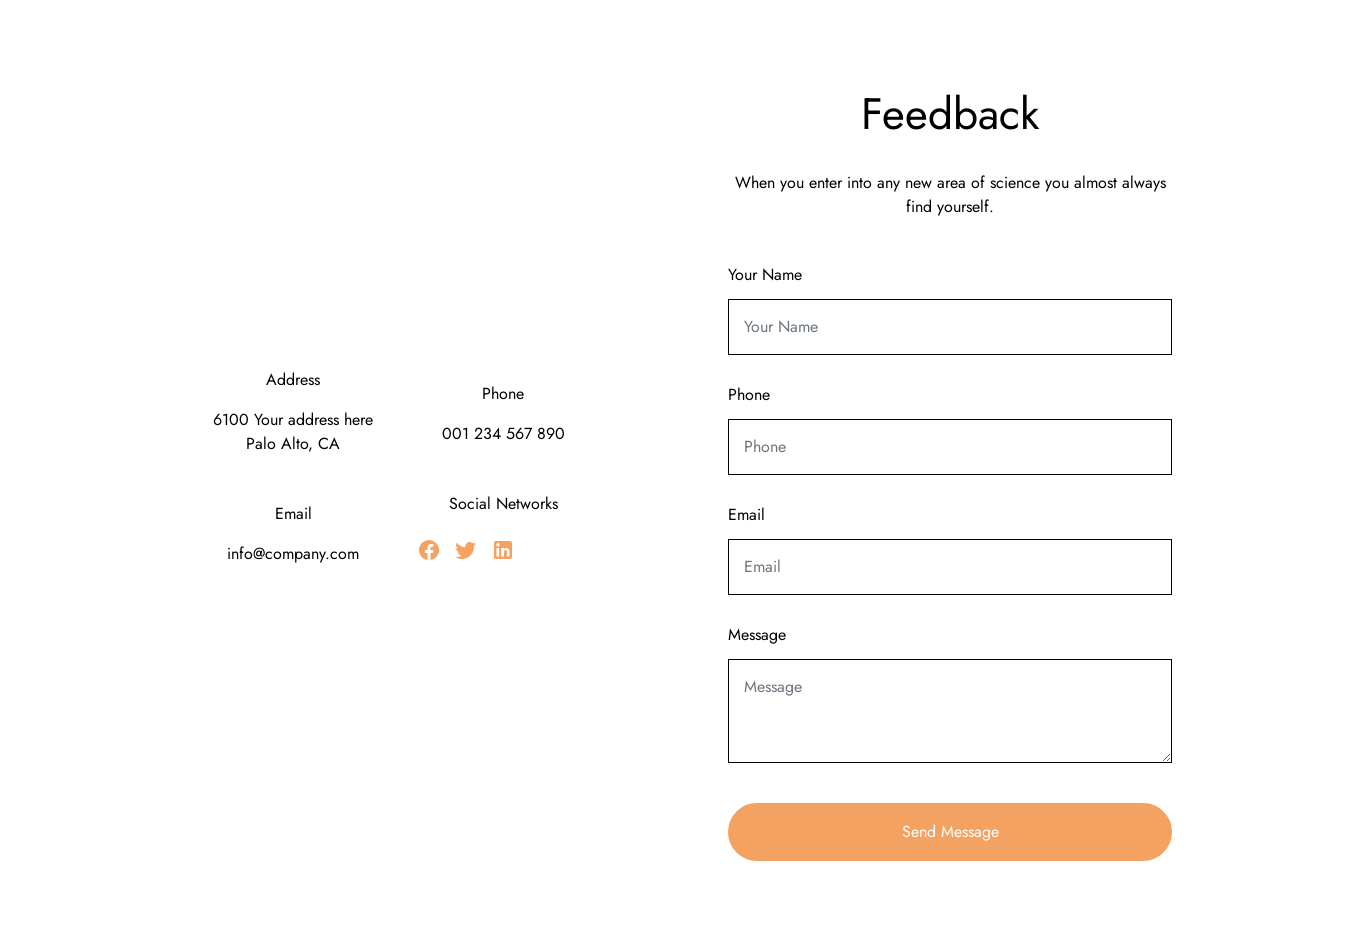 Address
6100 Your address here
Palo Alto, CA
Phone
001 234 567 890
Email
info@company.com
Social Networks
Feedback
When you enter into any new area of science you almost always
find yourself.
Your Name
Your Name
Phone
Phone
Email
Email
Message
Message
Send Message